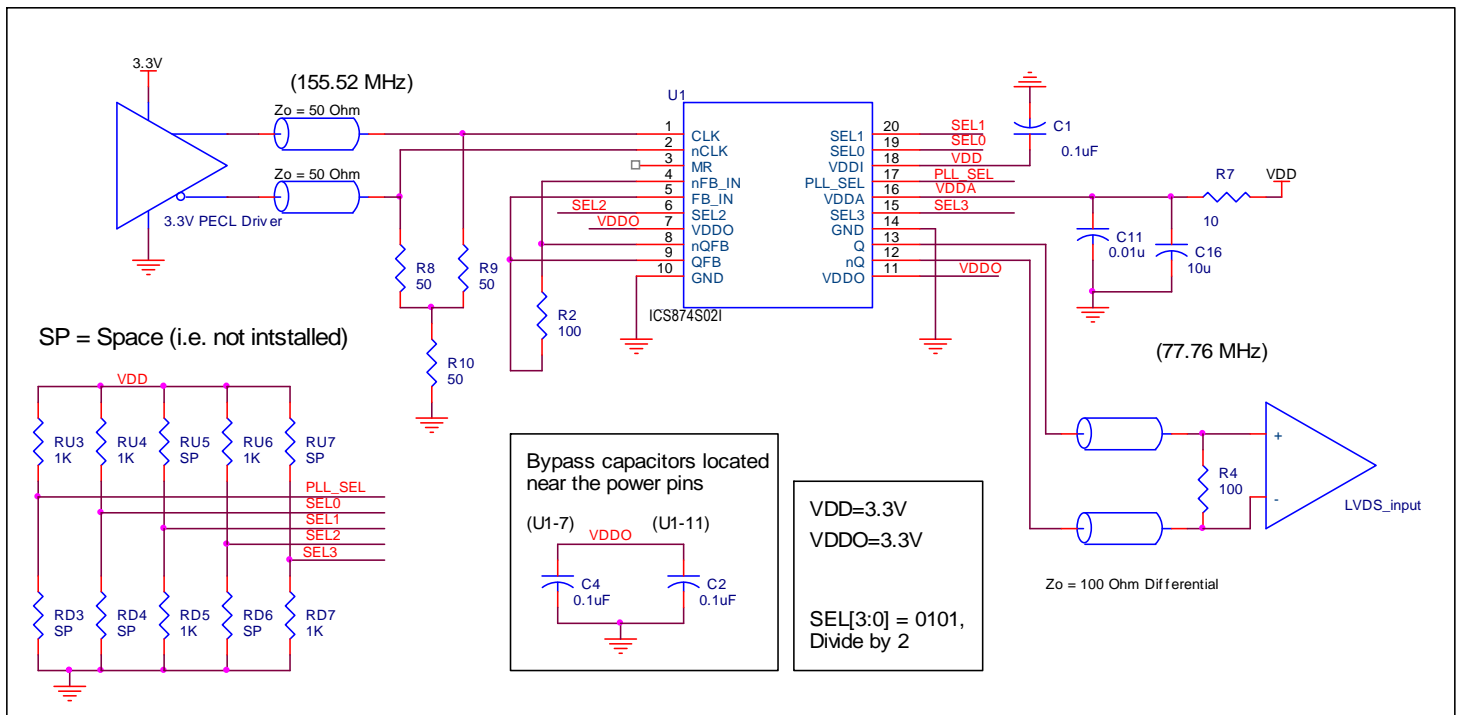 3.3V
(155.52 MHz)
Zo = 50 Ohm
Zo = 50 Ohm
3.3V PECL Driver
R8
50
R9
50
R10
50
U1
1
CLK
2
nCLK
3
MR
4
nFB_IN
5
FB_IN
SEL2
6
SEL2
VDDO
7
VDDO
8
nQFB
9
QFB
10
GND
20
SEL1
SEL1
19
SEL0
SEL0
18
VDDI
VDD
17
PLL_SEL
PLL_SEL
16
VDDA
VDDA
15
SEL3
SEL3
14
GND
13
Q
12
nQ
11
VDDO
VDDO
ICS874S02I
R2
100
C1
0.1uF
R7
10
VDD
C11
0.01u
C16
10u
SP = Space (i.e. not intstalled)
VDD
RU3
1K
RU4
1K
RU5
SP
RU6
1K
RU7
SP
PLL_SEL
SEL0
SEL1
SEL2
SEL3
RD3
SP
RD4
SP
RD5
1K
RD6
SP
RD7
1K
Bypass capacitors located
near the power pins
(U1-7)
(U1-11)
VDDO
C4
0.1uF
C2
0.1uF
VDD=3.3V
VDDO=3.3V
SEL[3:0] = 0101,
Divide by 2
(77.76 MHz)
R4
100
+
-
LVDS_input
Zo = 100 Ohm Differential